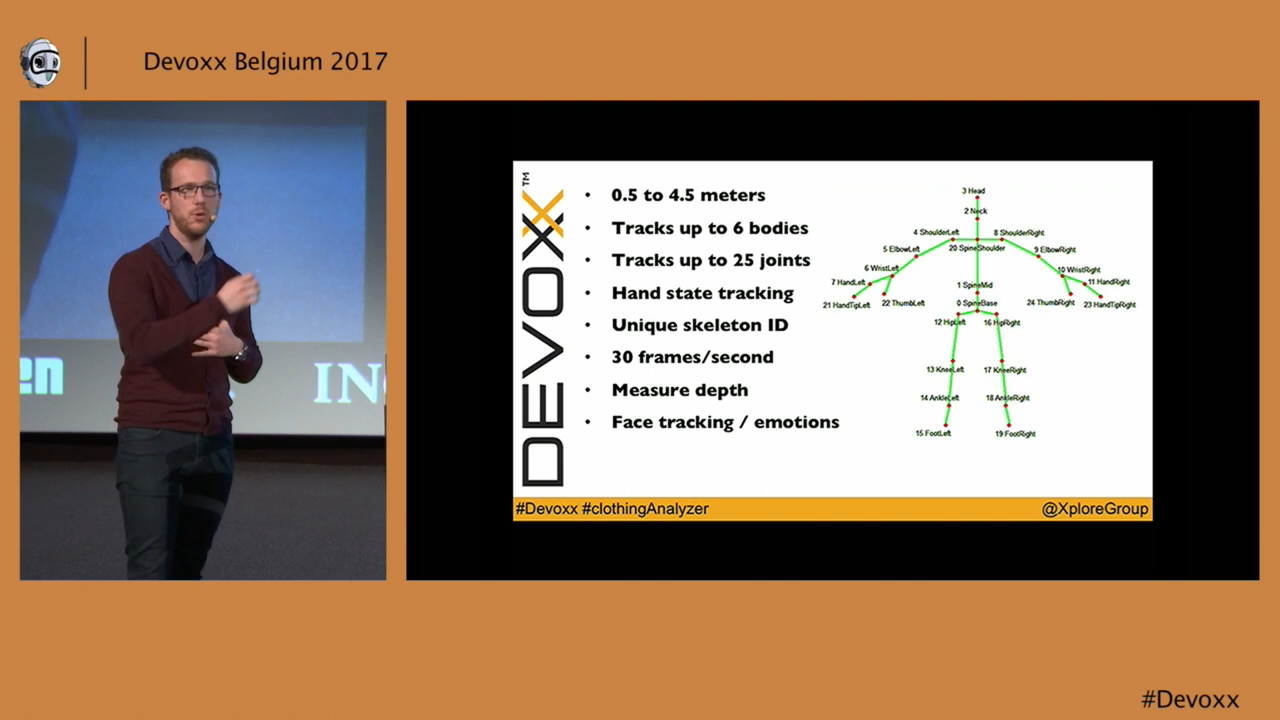 Devoxx Belgium 2017
en
IN
DEVOXX™
• 0.5 to 4.5 meters
• Tracks up to 6 bodies
• Tracks up to 25 joints
• Hand state tracking
• Unique skeleton ID
• 30 frames/second
• Measure depth
• Face tracking / emotions
3 Head
2 Neck
4 ShoulderLeft
8 ShoulderRight
20 SpineShoulder
5 ElbowLeft
9 ElbowRight
6 WristLeft
10 WristRight
7 HandLeft
11 HandRight
1 SpineMid
21 HandTipLeft
22 ThumbLeft
0 SpineBase
24 ThumbRight
23 HandTipRight
12 HipLeft
16 HipRight
13 KneeLeft
17 KneeRight
14 AnkleLeft
18 AnkleRight
15 FootLeft
19 FootRight
#Devoxx #clothingAnalyzer
@XploreGroup
#Devoxx